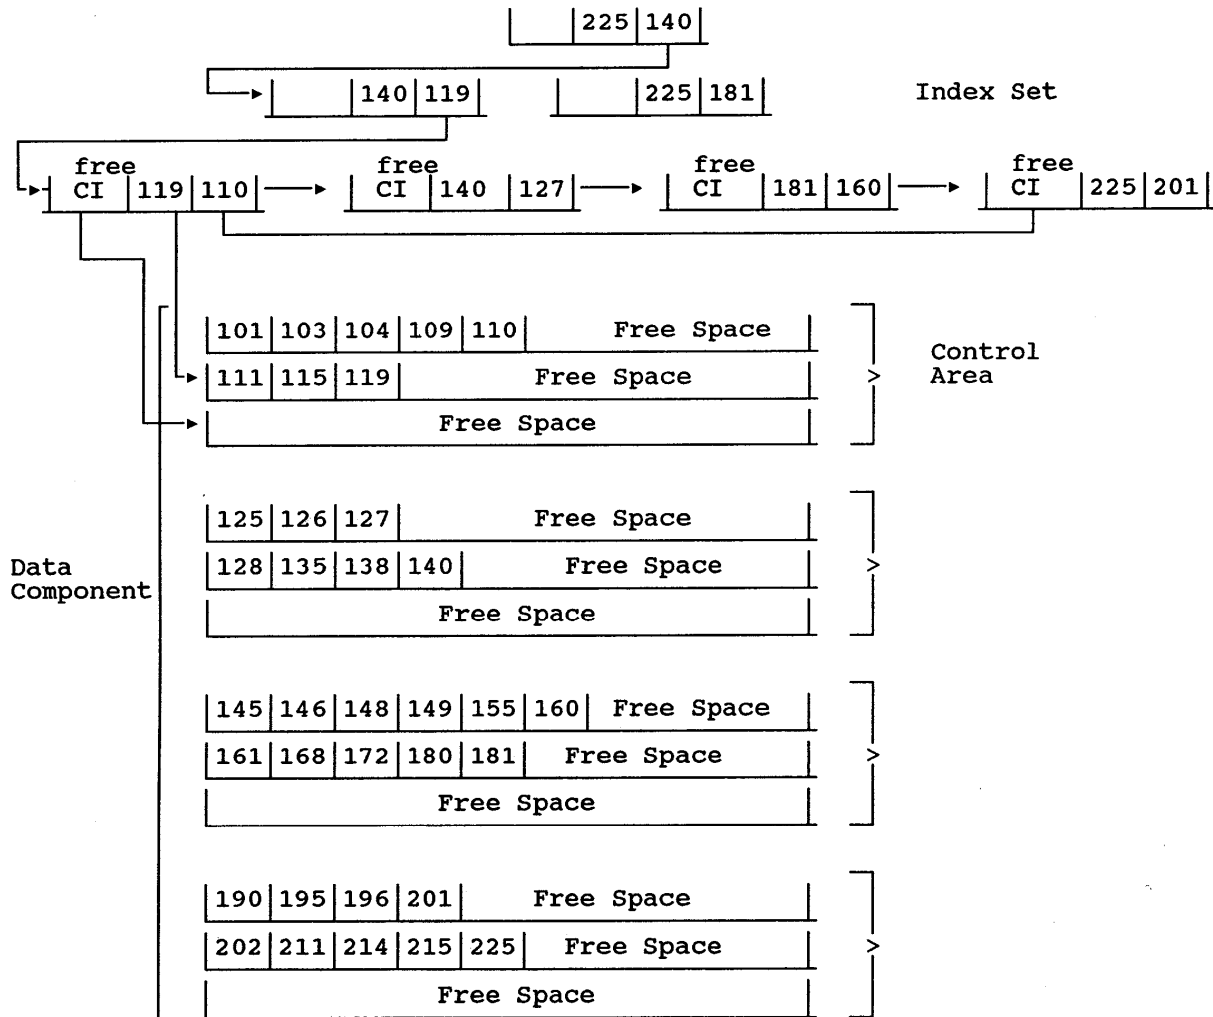 225 140
140 119 225 181 Index Set
free free free free
CI 119 110 CI 140 127 CI 181 160 CI 225 201
101 103 104 109 110 Free Space
Control
Area
111 115 119 Free Space
>
Free Space
125 126 127 Free Space
Data
Component
128 135 138 140 Free Space
>
Free Space
145 146 148 149 155 160 Free Space
161 168 172 180 181 Free Space
>
Free Space
190 195 196 201 Free Space
202 211 214 215 225 Free Space
>
Free Space